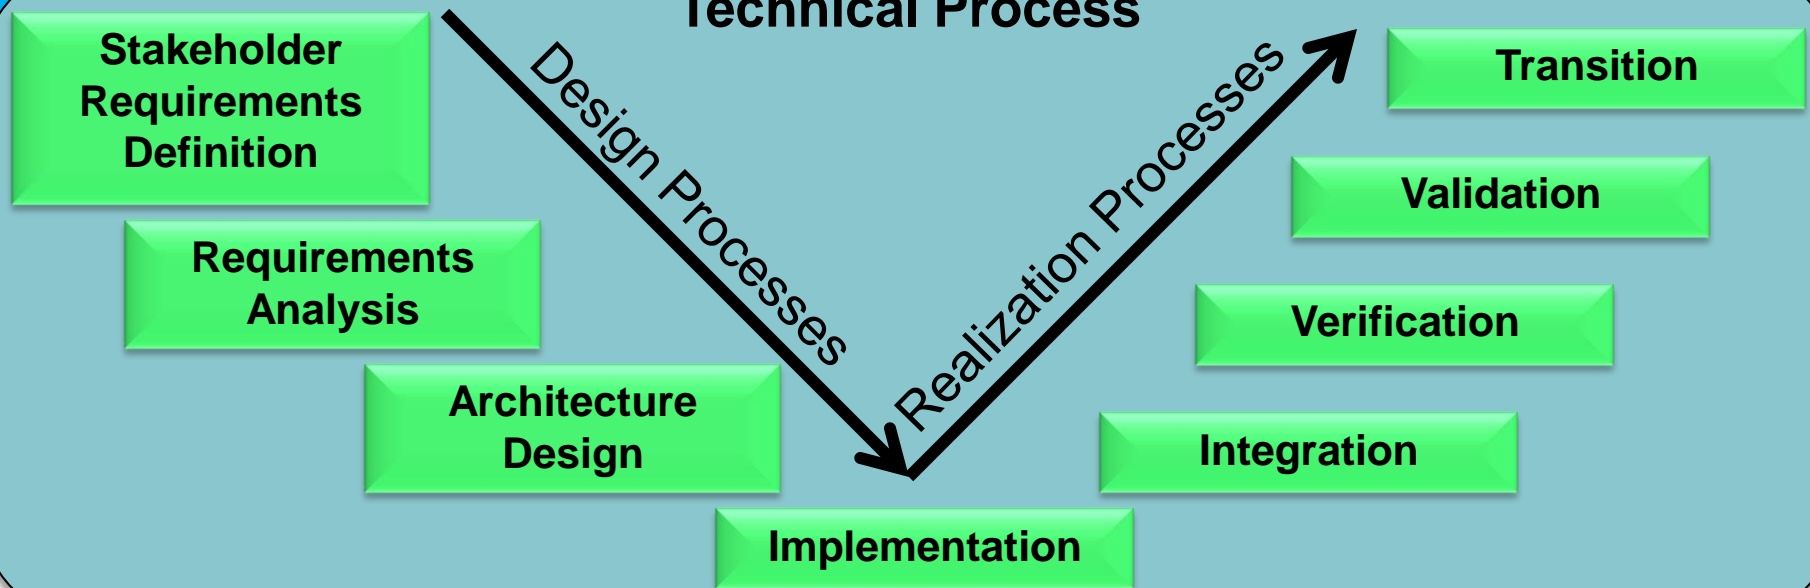 Technical Process
Stakeholder
Requirements
Definition
Requirements
Analysis
Architecture
Design
Implementation
Design Processes
Realization Processes
Transition
Validation
Verification
Integration